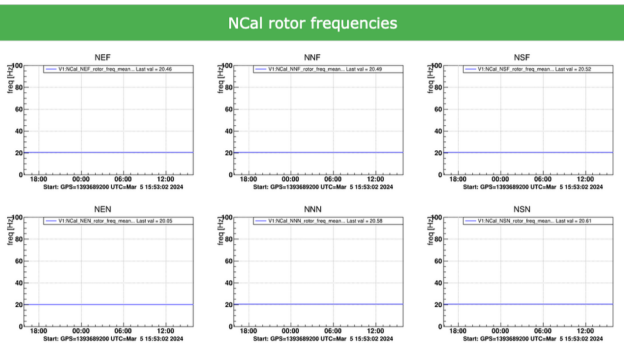 NCal rotor frequencies
NEF
V1:NCal_NEF_rotor_freq_mean... Last val = 20.46
freq [Hz]
100
80
60
40
20
0
18:00 00:00 06:00 12:00
Start: GPS=1393689200 UTC=Mar 5 15:53:02 2024
NNF
V1:NCal_NNF_rotor_freq_mean... Last val = 20.49
freq [Hz]
100
80
60
40
20
0
18:00 00:00 06:00 12:00
Start: GPS=1393689200 UTC=Mar 5 15:53:02 2024
NSF
V1:NCal_NSF_rotor_freq_mean... Last val = 20.52
freq [Hz]
100
80
60
40
20
0
18:00 00:00 06:00 12:00
Start: GPS=1393689200 UTC=Mar 5 15:53:02 2024
NEN
V1:NCal_NEN_rotor_freq_mean... Last val = 20.05
freq [Hz]
100
80
60
40
20
0
18:00 00:00 06:00 12:00
Start: GPS=1393689200 UTC=Mar 5 15:53:02 2024
NNN
V1:NCal_NNN_rotor_freq_mean... Last val = 20.58
freq [Hz]
100
80
60
40
20
0
18:00 00:00 06:00 12:00
Start: GPS=1393689200 UTC=Mar 5 15:53:02 2024
NSN
V1:NCal_NSN_rotor_freq_mean... Last val = 20.61
freq [Hz]
100
80
60
40
20
0
18:00 00:00 06:00 12:00
Start: GPS=1393689200 UTC=Mar 5 15:53:02 2024